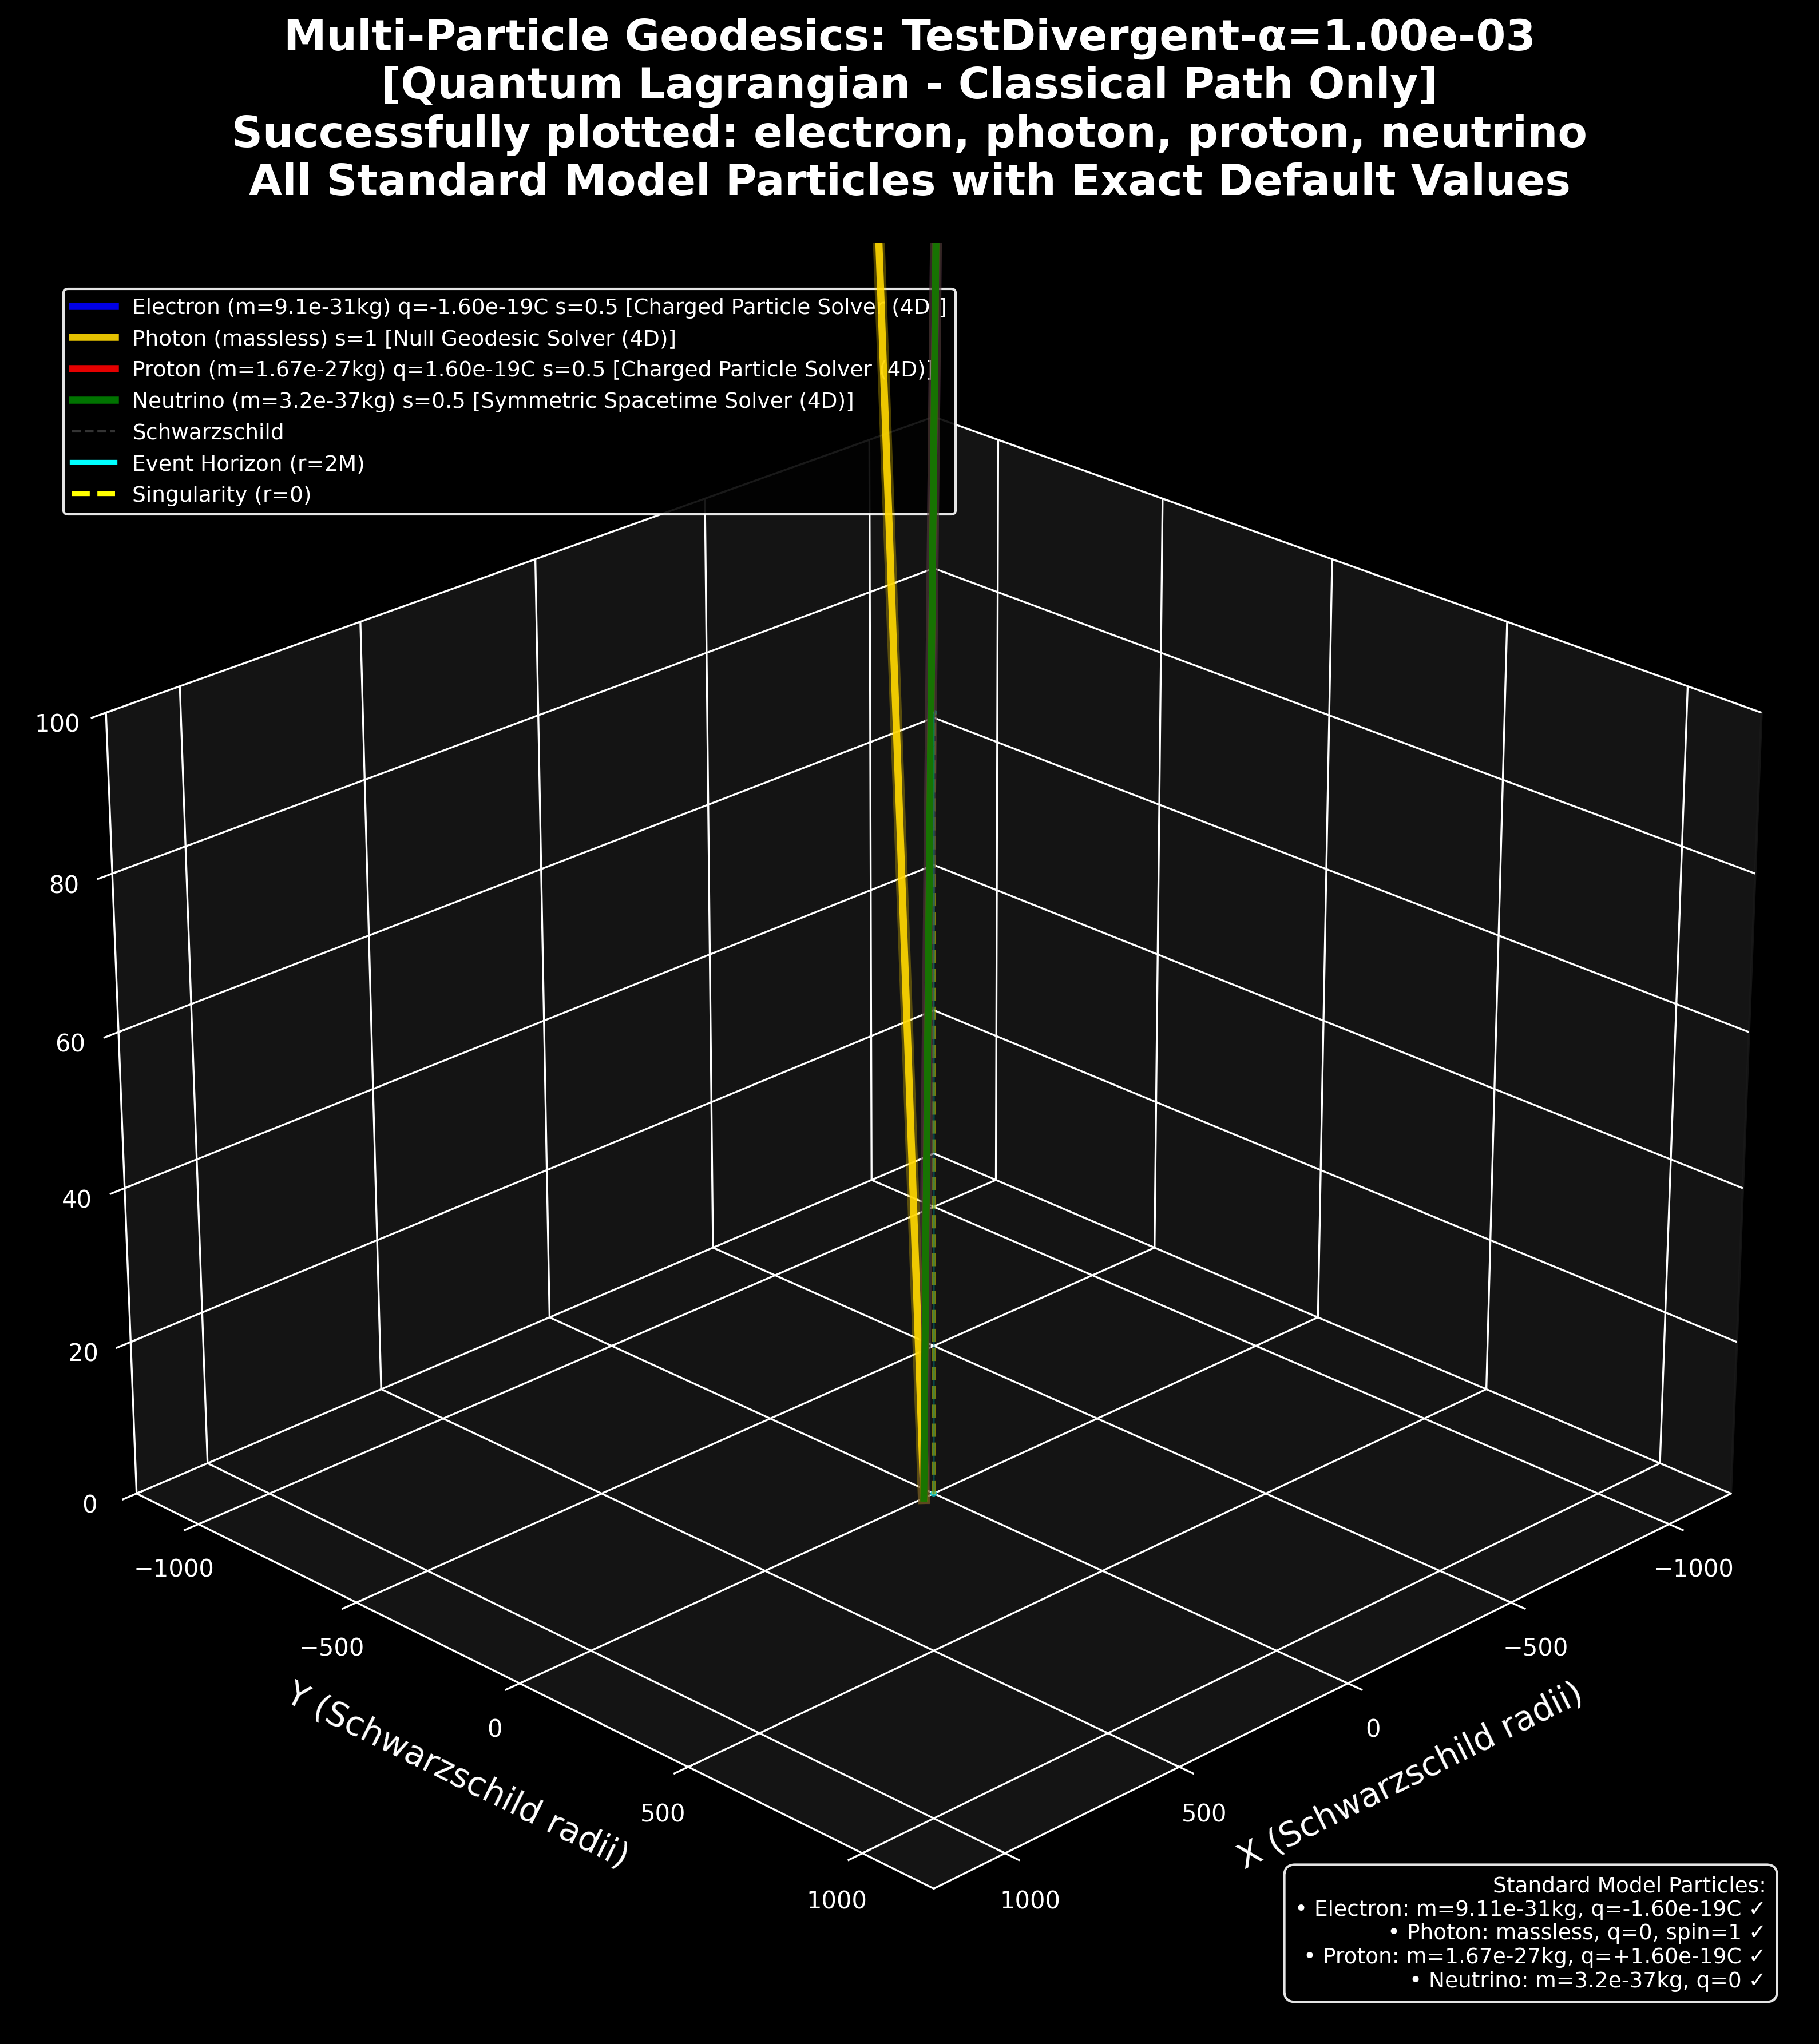 Multi-Particle Geodesics: TestDivergent-α=1.00e-03
[Quantum Lagrangian - Classical Path Only]
Successfully plotted: electron, photon, proton, neutrino
All Standard Model Particles with Exact Default Values
Electron (m=9.1e-31kg) q=-1.60e-19C s=0.5 [Charged Particle Solver (4D)]
Photon (massless) s=1 [Null Geodesic Solver (4D)]
Proton (m=1.67e-27kg) q=1.60e-19C s=0.5 [Charged Particle Solver (4D)]
Neutrino (m=3.2e-37kg) s=0.5 [Symmetric Spacetime Solver (4D)]
Schwarzschild
Event Horizon (r=2M)
Singularity (r=0)
100
80
60
40
20
0
−1000
−500
0
500
1000
Y (Schwarzschild radii)
−1000
−500
0
500
1000
X (Schwarzschild radii)
Standard Model Particles:
• Electron: m=9.11e-31kg, q=-1.60e-19C ✓
• Photon: massless, q=0, spin=1 ✓
• Proton: m=1.67e-27kg, q=+1.60e-19C ✓
• Neutrino: m=3.2e-37kg, q=0 ✓